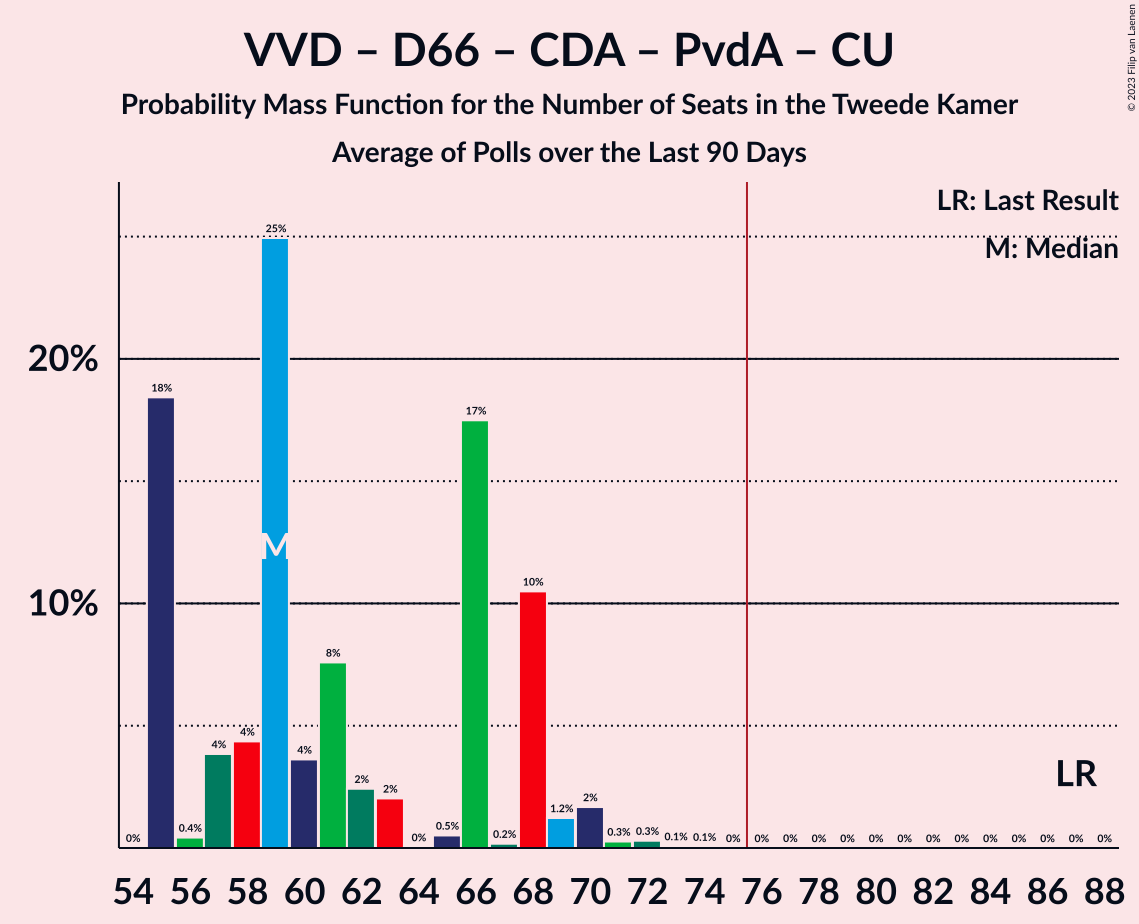 VVD – D66 – CDA – PvdA – CU
Probability Mass Function for the Number of Seats in the Tweede Kamer
Average of Polls over the Last 90 Days
© 2023 Filip van Laenen
LR: Last Result
M: Median
20%
10%
0% 18% 0.4% 4% 4% 25% 4% 8% 2% 2% 0% 0.5% 17% 0.2% 10% 1.2% 2% 0.3% 0.3% 0.1% 0.1% 0% 0% 0% 0% 0% 0% 0% 0% 0% 0% 0% 0% 0% 0%
M
LR
54 56 58 60 62 64 66 68 70 72 74 76 78 80 82 84 86 88